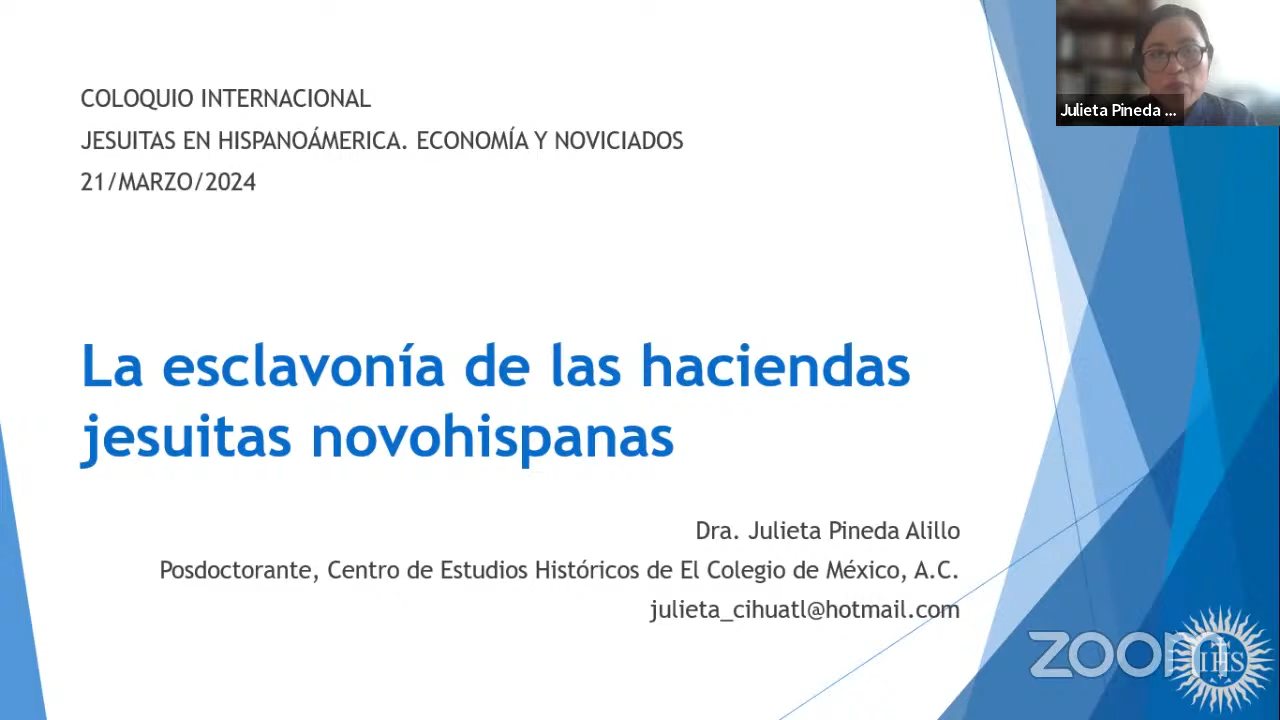 COLOQUIO INTERNACIONAL
JESUITAS EN HISPANOÁMERICA. ECONOMÍA Y NOVICIADOS
21/MARZO/2024
La esclavonía de las haciendas
jesuitas novohispanas
Dra. Julieta Pineda Alillo
Posdoctorante, Centro de Estudios Históricos de El Colegio de México, A.C.
julieta_cihuatl@hotmail.com
Julieta Pineda ...
zoom
IHS